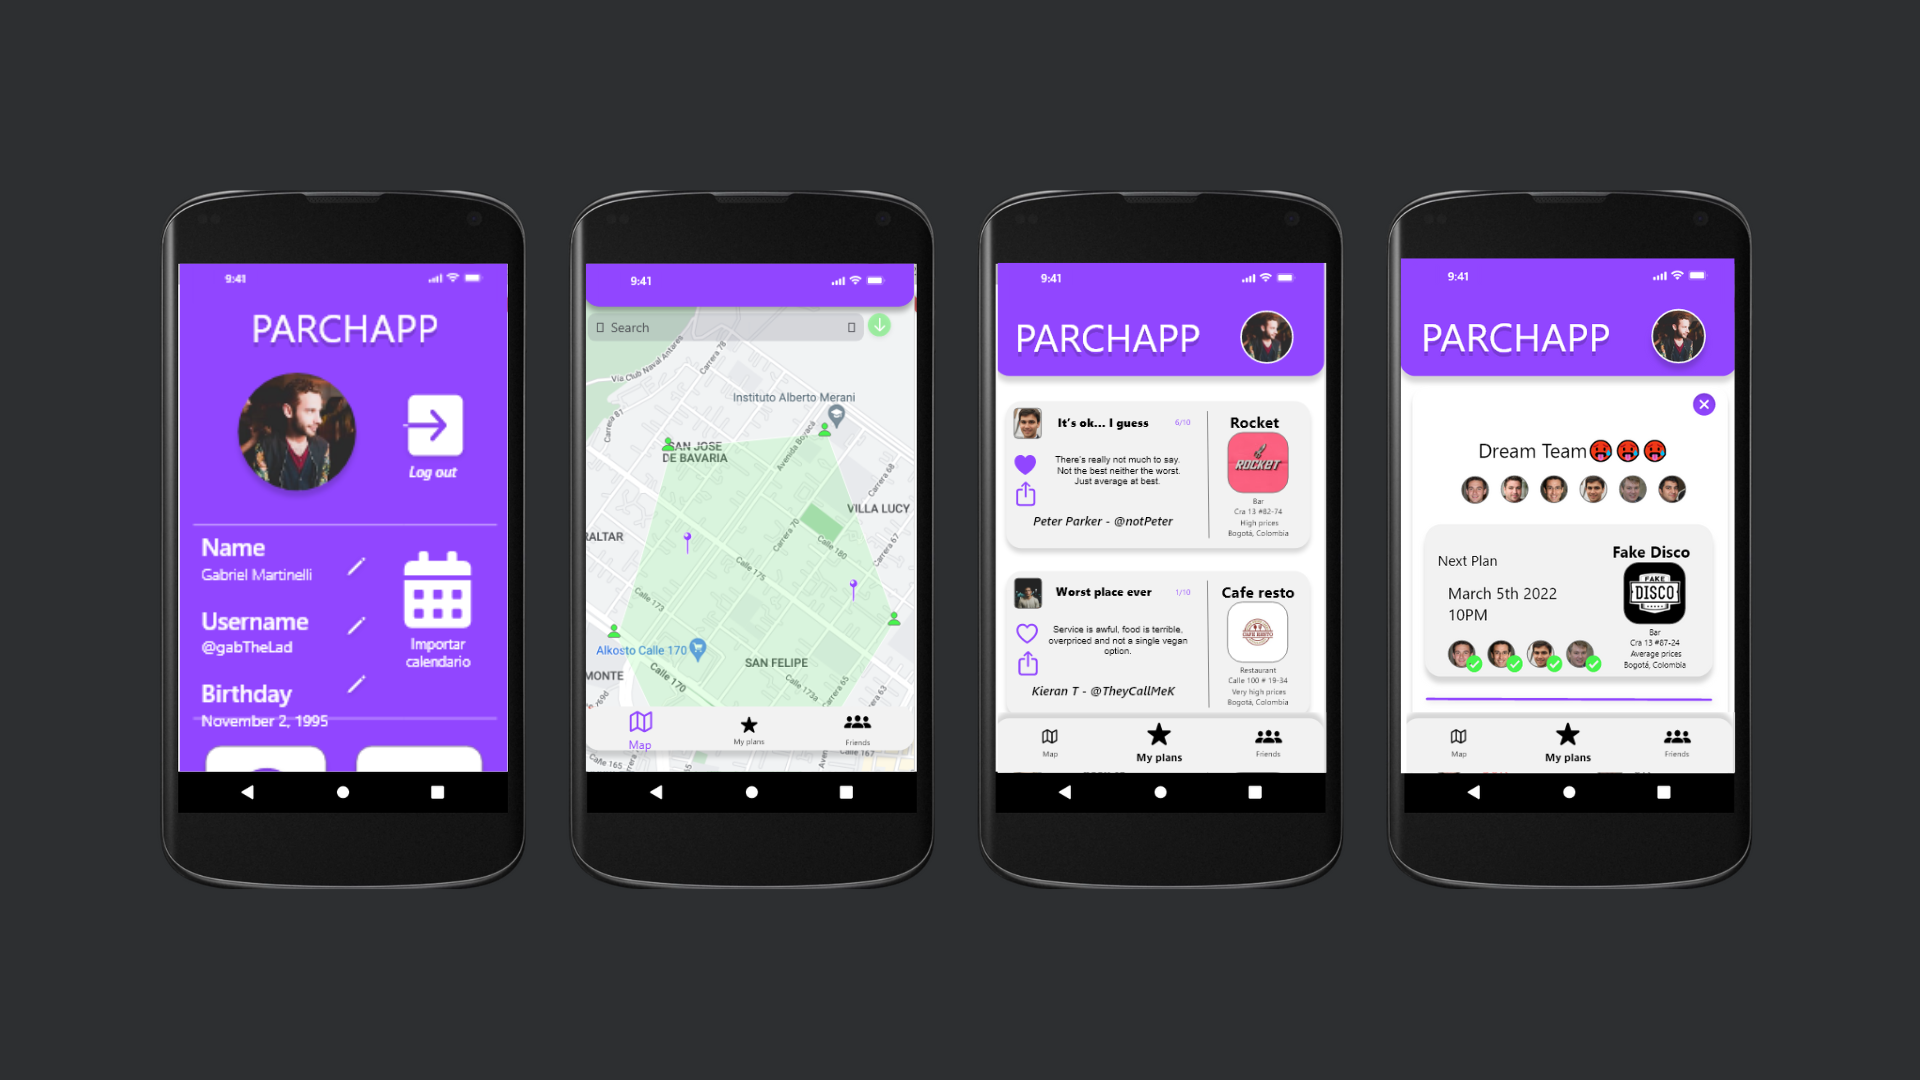 9:41
PARCHAPP
Log out
Name
Gabriel Martinelli
Username
@gabTheLad
Importar
calendario
Birthday
November 2, 1995
9:41
Search
Via Club Naval Antares
Carrera 78
Carrera 81
Instituto Alberto Merani
Avenida Boyacá
SAN JOSE
DE BAVARIA
Carrera 68
VILLA LUCY
RALTAR
Carrera 70
Calle 180
Carrera 67
Calle 175
Calle 173
Alkosto Calle 170
SAN FELIPE
MONTE
Calle 170
Calle 173a
Carrera 65
Carrera 63
769d
Map
My plans
Friends
Calle 165
Calle 167
9:41
PARCHAPP
It's ok... I guess
6/10
There's really not much to say.
Not the best neither the worst.
Just average at best.
Peter Parker - @notPeter
Rocket
ROCKET
Bar
Cra 13 #82-74
High prices
Bogotá, Colombia
Worst place ever
1/10
Service is awful, food is terrible,
overpriced and not a single vegan
option.
Kieran T - @TheyCallMeK
Cafe resto
CAFE RESTO
Restaurant
Calle 100 # 19-34
Very high prices
Bogotá, Colombia
Map
My plans
Friends
9:41
PARCHAPP
Dream Team🥵🥵🥵
Next Plan
March 5th 2022
10PM
Fake Disco
FAKE
DISCO
Bar
Cra 13 #87-24
Average prices
Bogotá, Colombia
Map
My plans
Friends